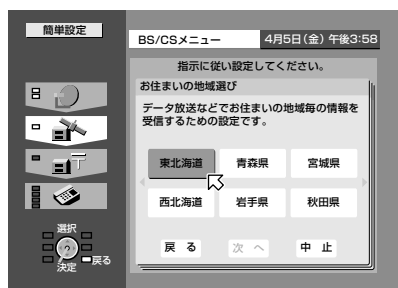 簡単設定
BS/CSメニュー 4月5日(金) 午後3:58
指示に従い設定してください。
お住まいの地域選び
データ放送などでお住まいの地域毎の情報を
受信するための設定です。
東北海道 青森県 宮城県
西北海道 岩手県 秋田県
戻 る 次 へ 中 止
選択
戻る
決定